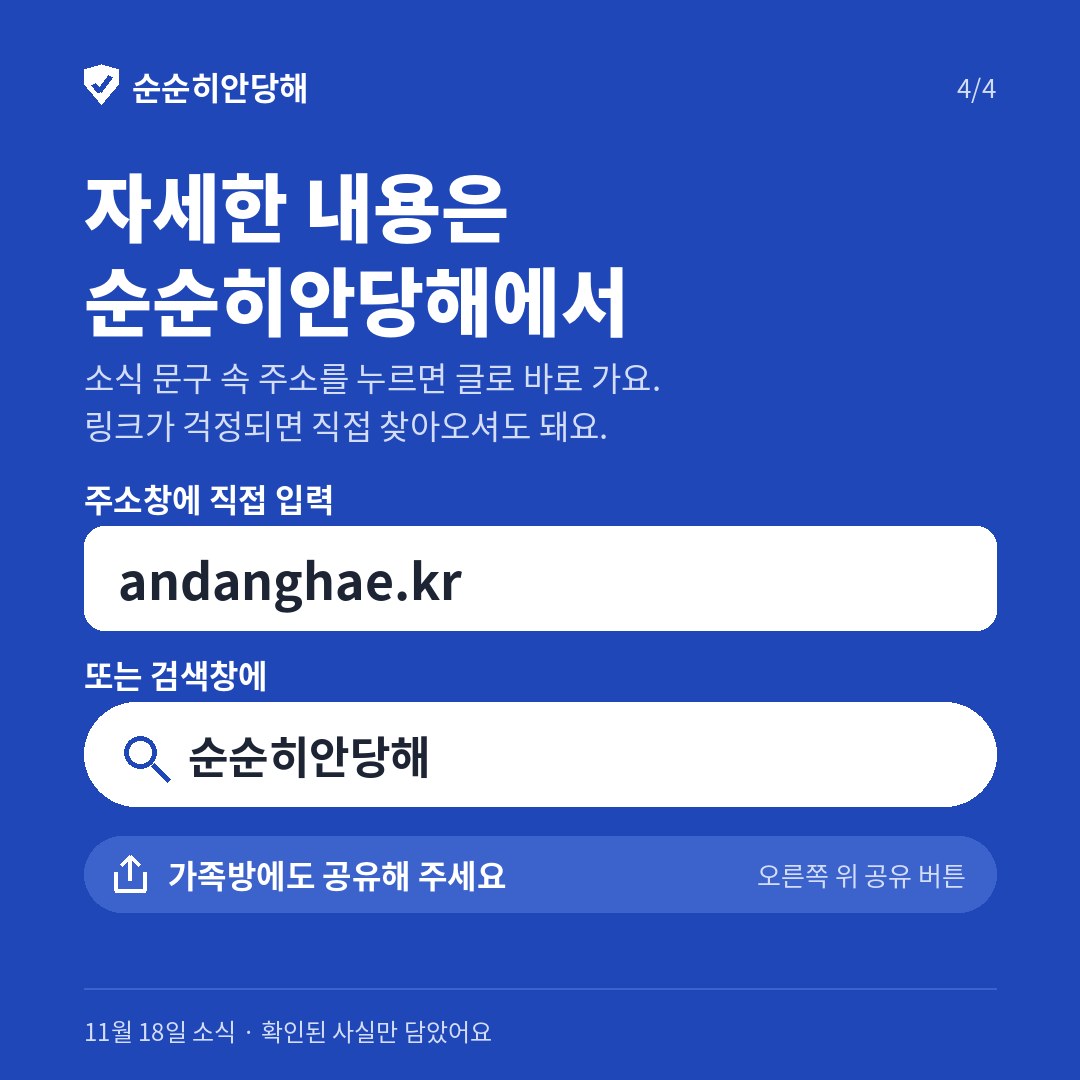 순순히안당해
4/4
자세한 내용은
순순히안당해에서
소식 문구 속 주소를 누르면 글로 바로 가요.
링크가 걱정되면 직접 찾아오셔도 돼요.
주소창에 직접 입력
andanghae.kr
또는 검색창에
순순히안당해
가족방에도 공유해 주세요
오른쪽 위 공유 버튼
11월 18일 소식 · 확인된 사실만 담았어요